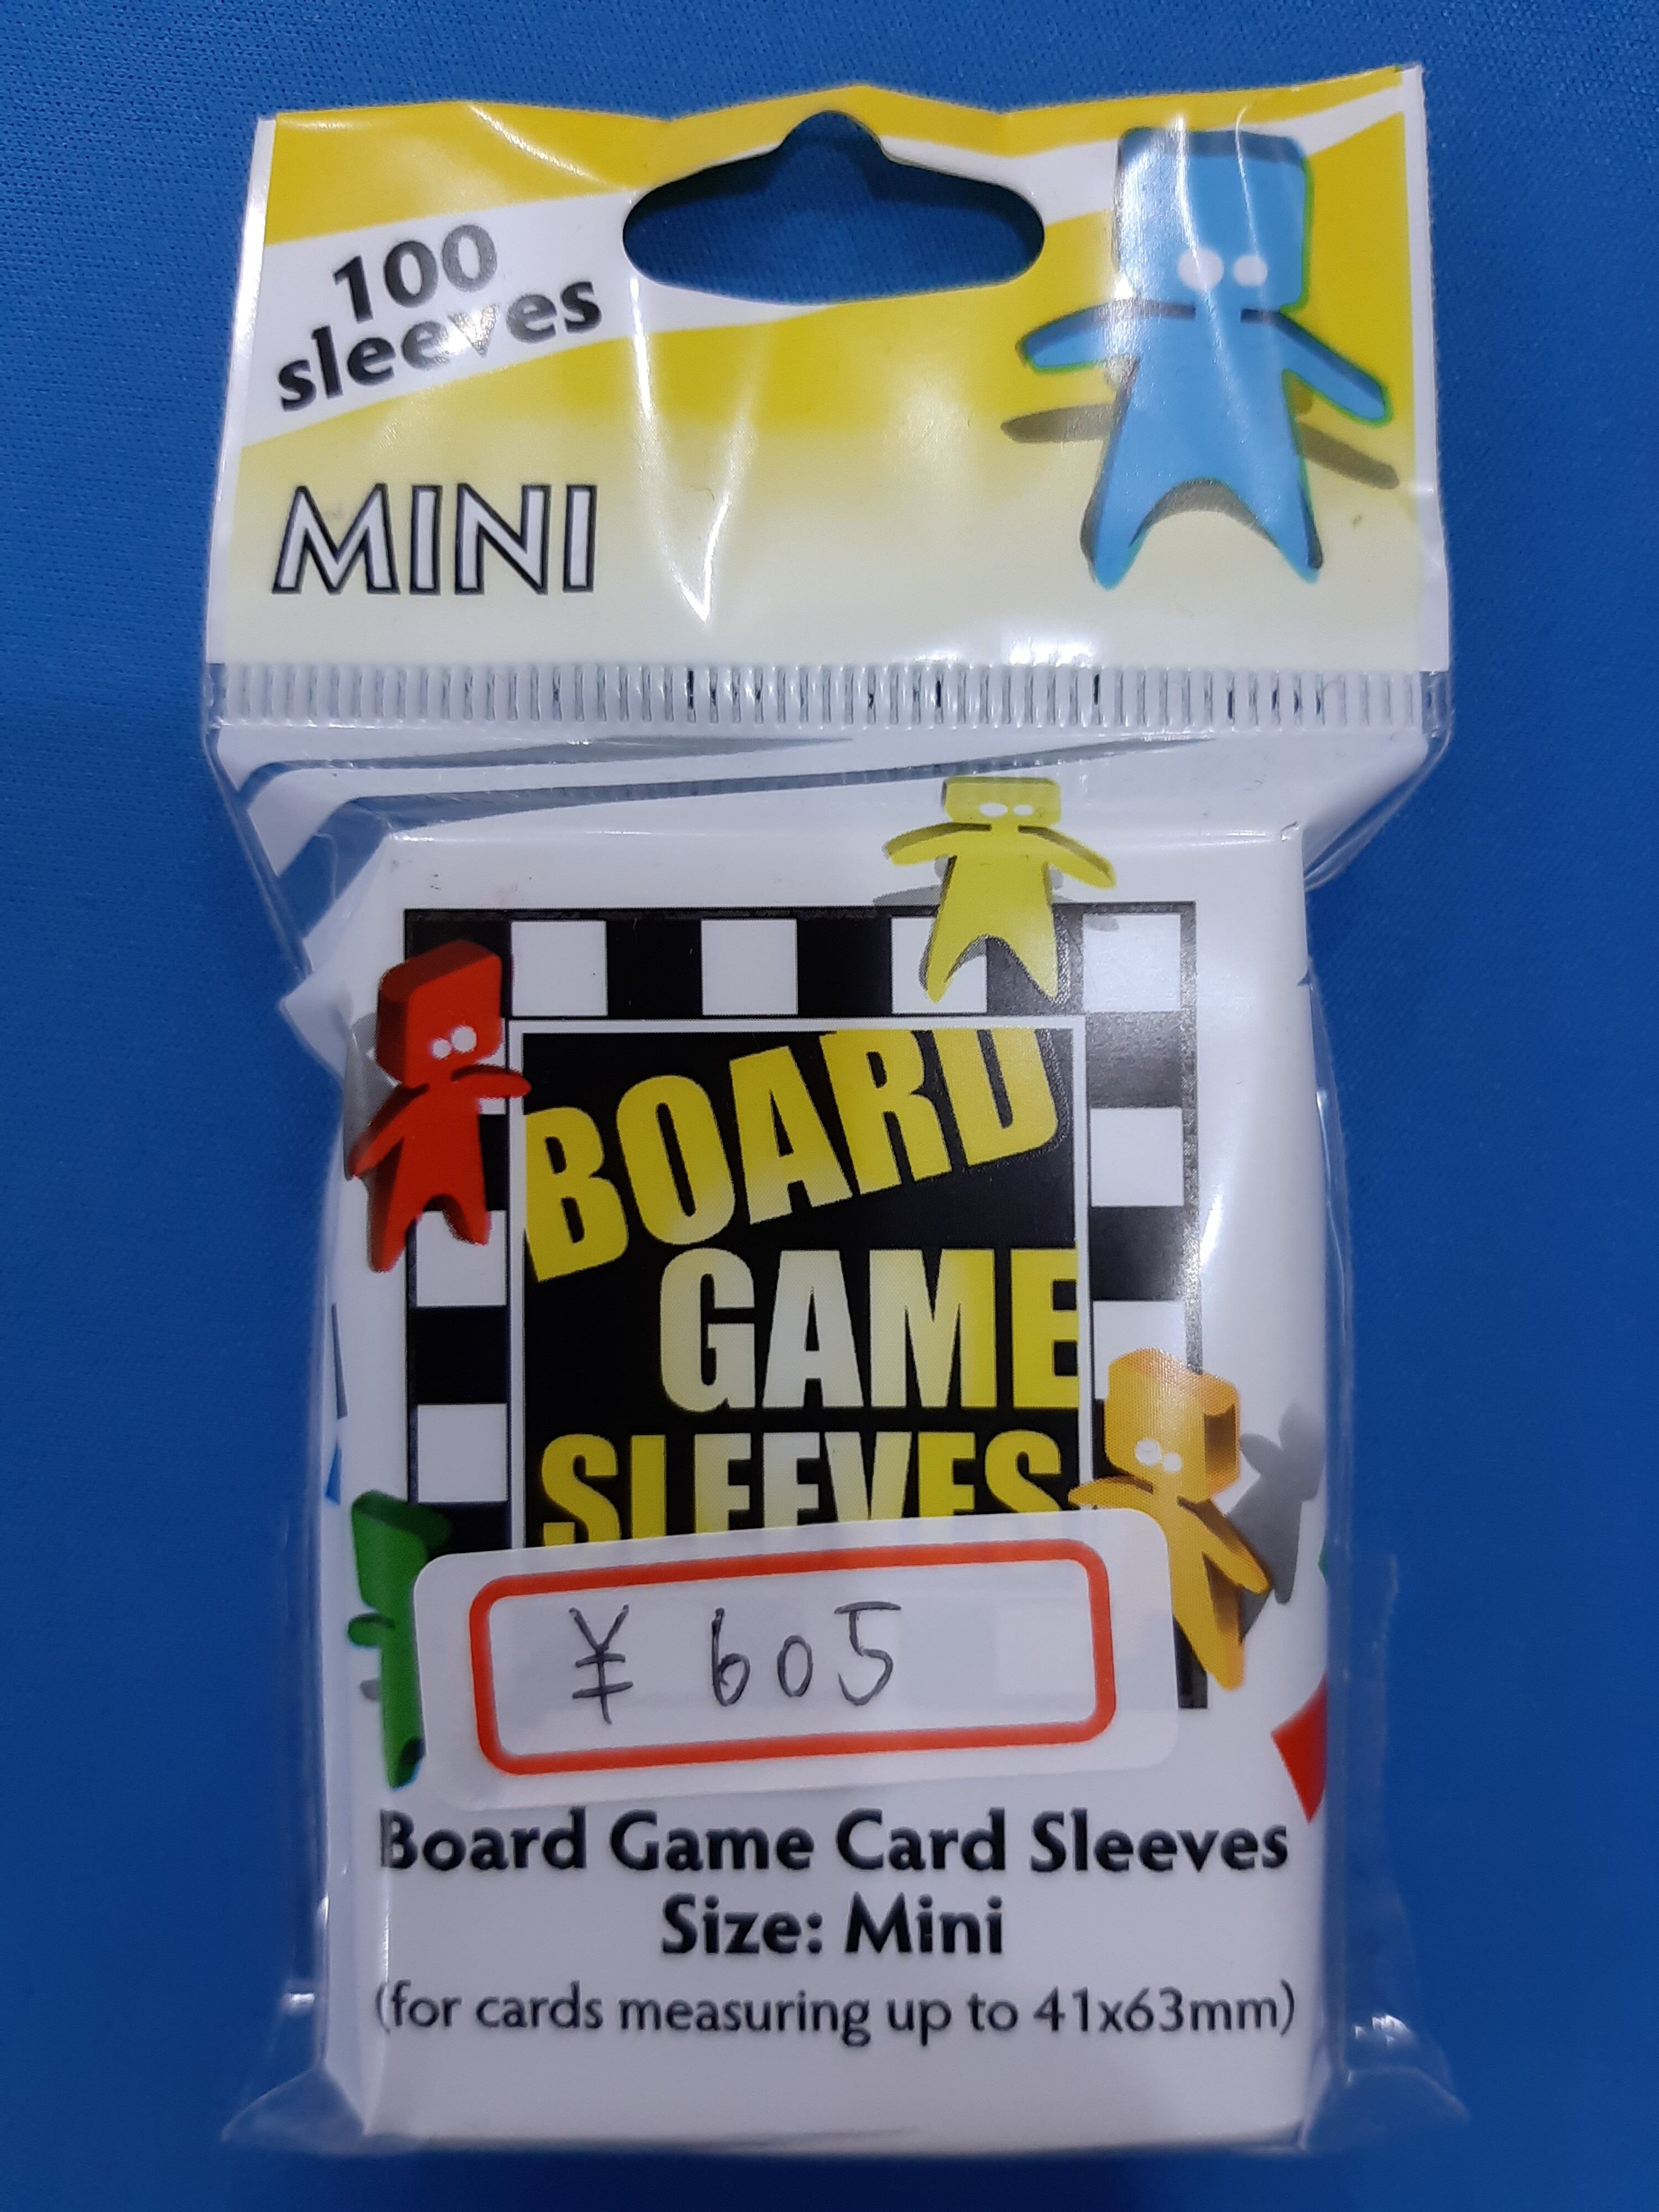 100
sleeves
MINI
BOARD
GAME
SLEEVES
¥605
Board Game Card Sleeves
Size: Mini
(for cards measuring up to 41x63mm)